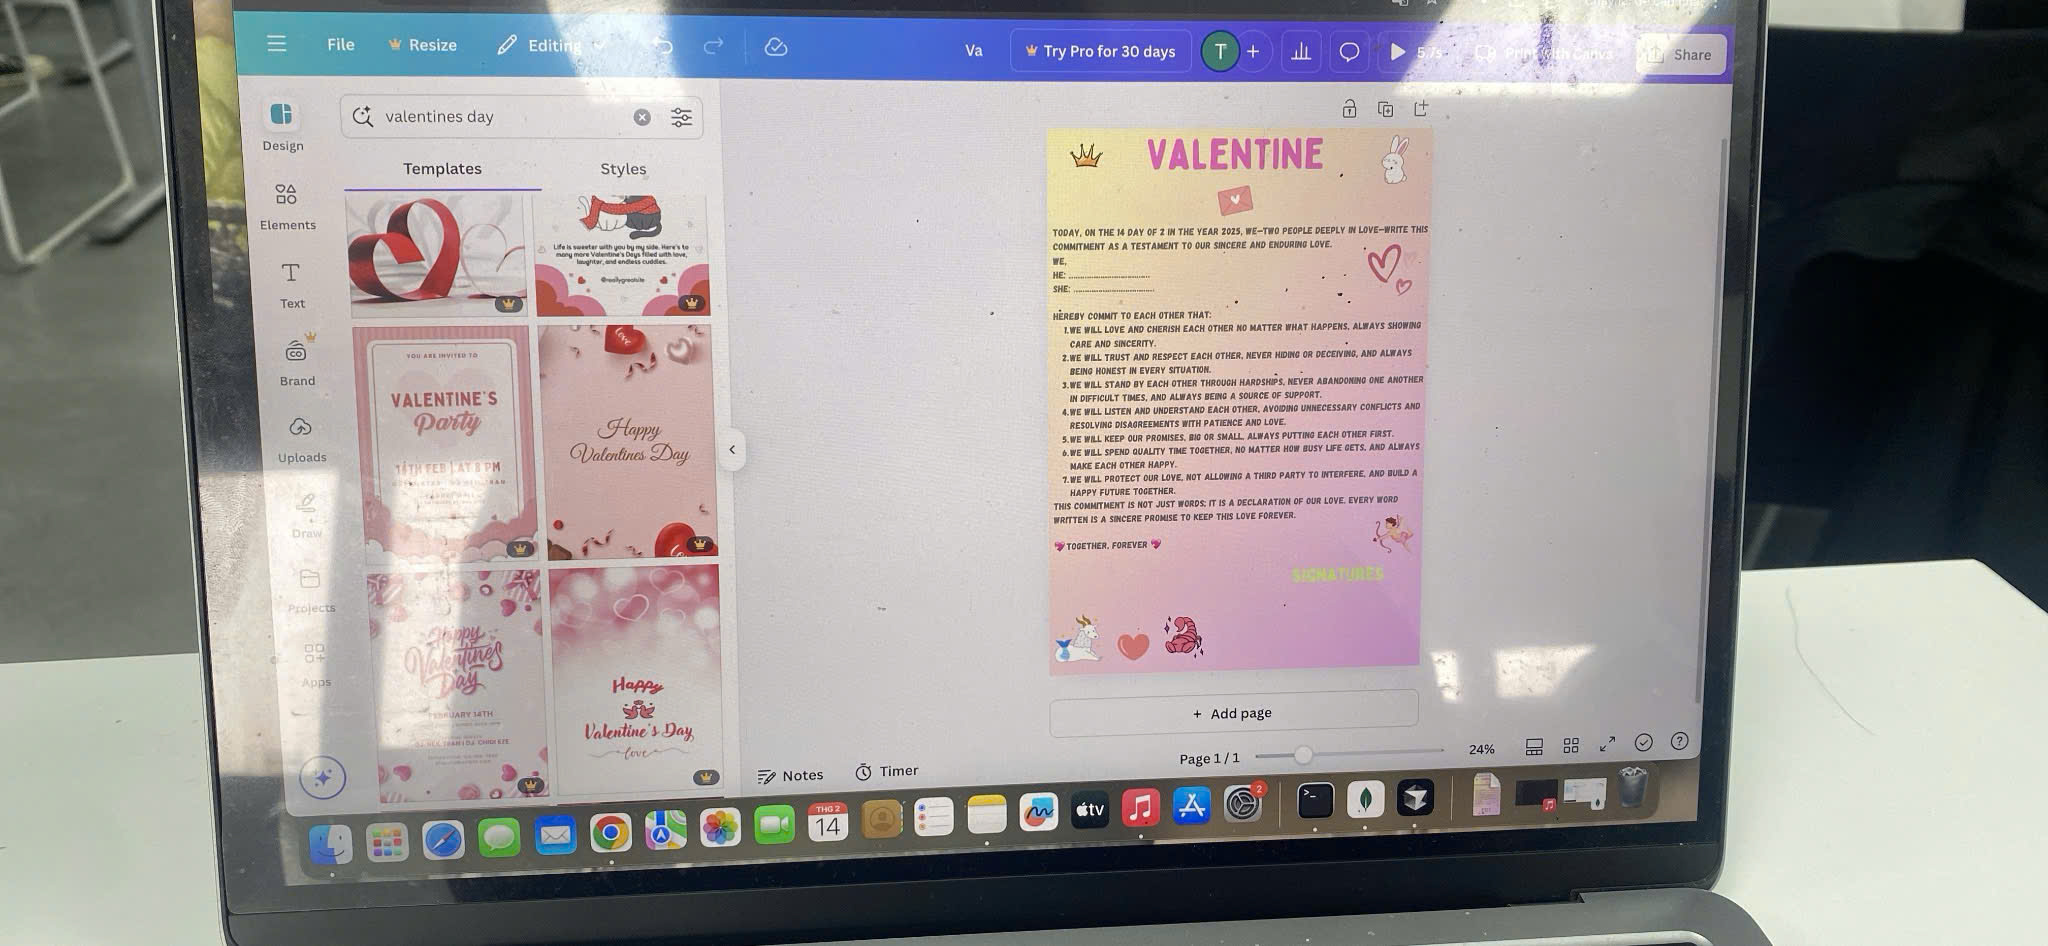 File
Resize
Editing
Va
Try Pro for 30 days
T
+
5.7s
Print with Canva
Share
valentines day
Templates
Styles
Design
Elements
Text
Brand
Uploads
Draw
Projects
Apps
Life is sweeter with you by my side. Here's to
many more Valentine's Days filled with love,
laughter, and endless cuddles.
@reallygreatsite
YOU ARE INVITED TO
VALENTINE'S
Party
14TH FEB | AT 8 PM
love
Happy
Valentines Day
Happy
Valentines
Day
FEBRUARY 14TH
Happy
Valentine's Day
love
VALENTINE
TODAY, ON THE 14 DAY OF 2 IN THE YEAR 2025, WE—TWO PEOPLE DEEPLY IN LOVE—WRITE THIS
COMMITMENT AS A TESTAMENT TO OUR SINCERE AND ENDURING LOVE.
WE,
HE: ....................................
SHE: ....................................
HEREBY COMMIT TO EACH OTHER THAT:
1. WE WILL LOVE AND CHERISH EACH OTHER NO MATTER WHAT HAPPENS, ALWAYS SHOWING
CARE AND SINCERITY.
2. WE WILL TRUST AND RESPECT EACH OTHER, NEVER HIDING OR DECEIVING, AND ALWAYS
BEING HONEST IN EVERY SITUATION.
3. WE WILL STAND BY EACH OTHER THROUGH HARDSHIPS, NEVER ABANDONING ONE ANOTHER
IN DIFFICULT TIMES, AND ALWAYS BEING A SOURCE OF SUPPORT.
4. WE WILL LISTEN AND UNDERSTAND EACH OTHER, AVOIDING UNNECESSARY CONFLICTS AND
RESOLVING DISAGREEMENTS WITH PATIENCE AND LOVE.
5. WE WILL KEEP OUR PROMISES, BIG OR SMALL, ALWAYS PUTTING EACH OTHER FIRST.
6. WE WILL SPEND QUALITY TIME TOGETHER, NO MATTER HOW BUSY LIFE GETS, AND ALWAYS
MAKE EACH OTHER HAPPY.
7. WE WILL PROTECT OUR LOVE, NOT ALLOWING A THIRD PARTY TO INTERFERE, AND BUILD A
HAPPY FUTURE TOGETHER.
THIS COMMITMENT IS NOT JUST WORDS; IT IS A DECLARATION OF OUR LOVE. EVERY WORD
WRITTEN IS A SINCERE PROMISE TO KEEP THIS LOVE FOREVER.
💖 TOGETHER, FOREVER 💖
SIGNATURES
+ Add page
Notes
Timer
Page 1 / 1
24%
THG 2
14
tv
2